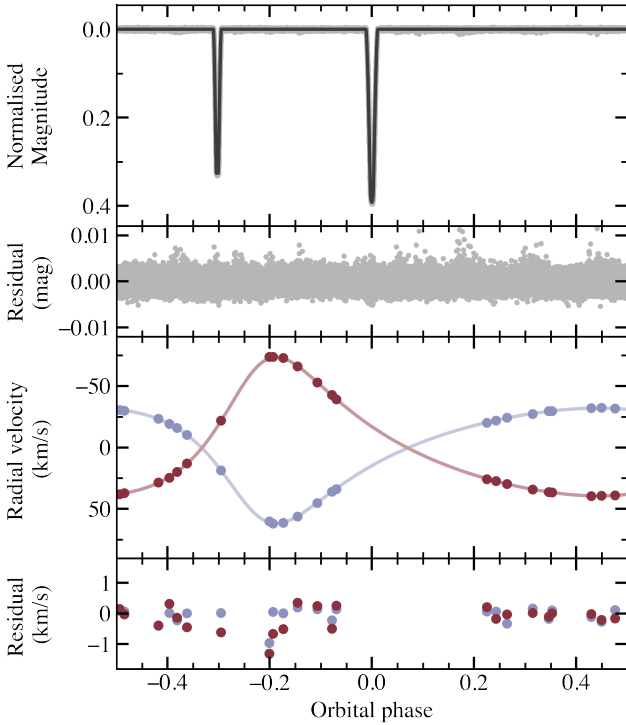 0.0
0.2
0.4
Normalised
Magnitude
0.01
0.00
−0.01
Residual
(mag)
−50
0
50
Radial velocity
(km/s)
1
0
−1
Residual
(km/s)
−0.4 −0.2 0.0 0.2 0.4
Orbital phase